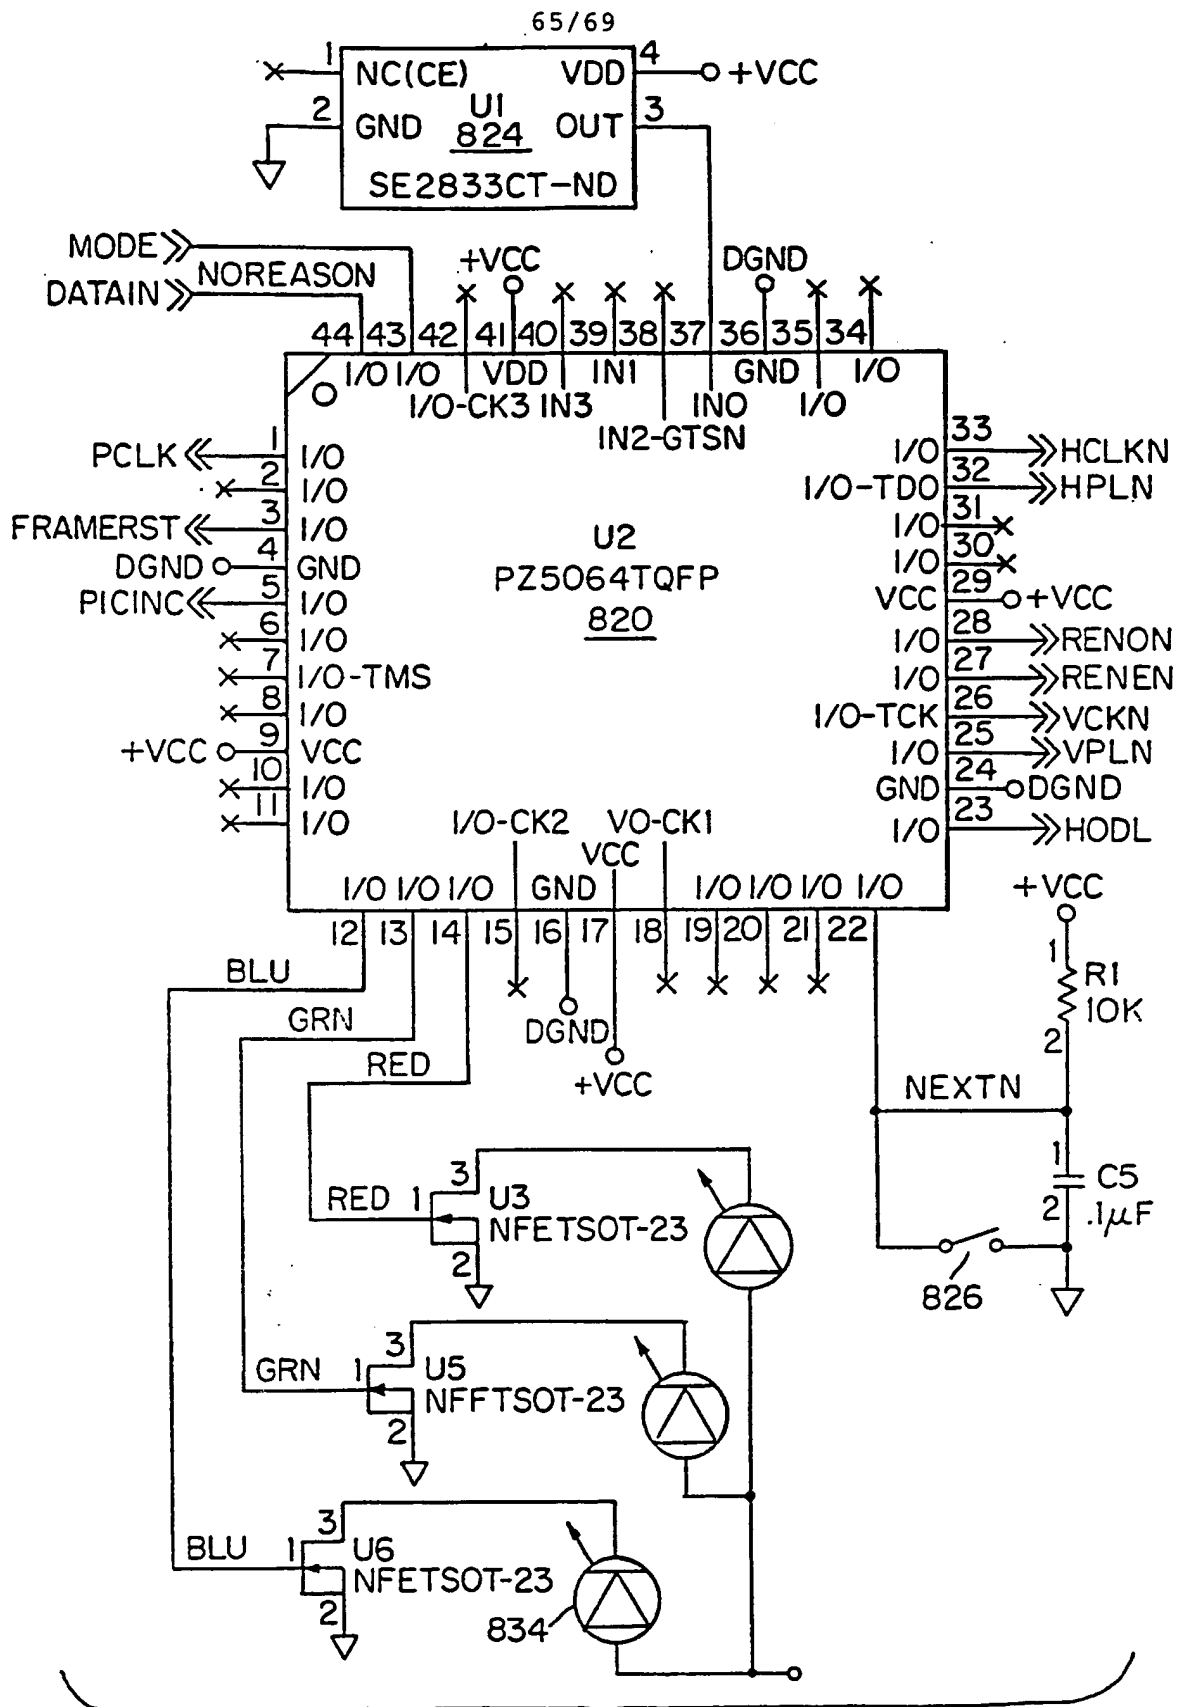 65/69
1 NC(CE) VDD 4 +VCC
U1
2 GND 824 OUT 3
SE2833CT-ND
MODE
NOREASON
DATAIN
+VCC DGND
44 43 42 41 40 39 38 37 36 35 34
I/O I/O VDD IN1 GND I/O
I/O-CK3 IN3 IN0 I/O
IN2-GTSN
PCLK 1 I/O
2 I/O
FRAMERST 3 I/O
DGND 4 GND
PICINC 5 I/O
6 I/O
7 I/O-TMS
8 I/O
+VCC 9 VCC
10 I/O
11 I/O
U2
PZ5064TQFP
820
I/O 33 HCLKN
I/O-TDO 32 HPLN
I/O 31
I/O 30
VCC 29 +VCC
I/O 28 RENON
I/O 27 RENEN
I/O-TCK 26 VCKN
I/O 25 VPLN
GND 24 DGND
I/O 23 HODL
I/O-CK2 VO-CK1
VCC
I/O I/O I/O GND I/O I/O I/O I/O
12 13 14 15 16 17 18 19 20 21 22
BLU
GRN
RED
DGND
+VCC
+VCC
1
R1
10K
2
NEXTN
1
C5
.1μF
2
826
RED 1 3 U3
NFETSOT-23
2
GRN 1 3 U5
NFFTSOT-23
2
BLU 1 3 U6
NFETSOT-23
2
834